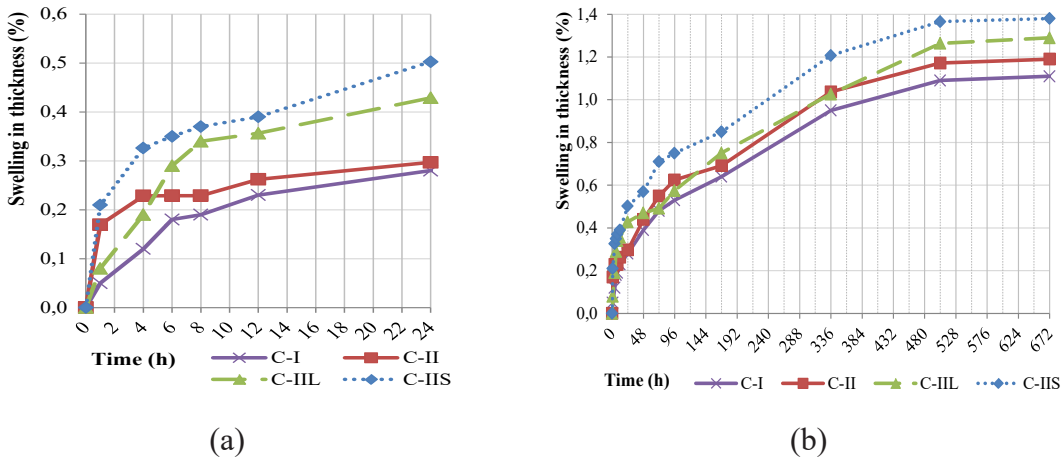 Swelling in thickness (%)
0,6
0,5
0,4
0,3
0,2
0,1
0,0
0 2 4 6 8 10 12 14 16 18 20 22 24
Time (h)
C-I C-II
C-IIL C-IIS
(a)
Swelling in thickness (%)
1,4
1,2
1,0
0,8
0,6
0,4
0,2
0,0
0 48 96 144 192 240 288 336 384 432 480 528 576 624 672
Time (h) C-I C-II C-IIL C-IIS
(b)